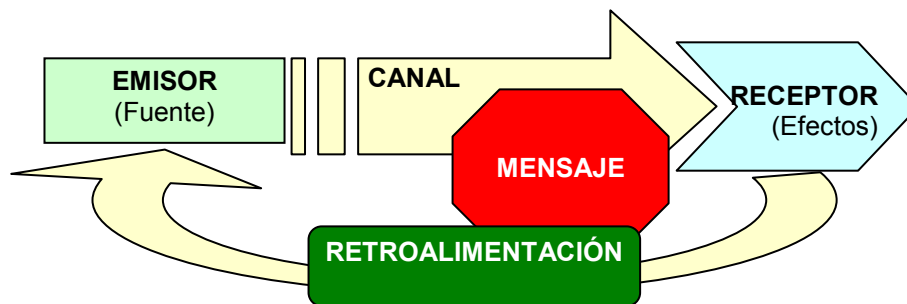 EMISOR
(Fuente)
CANAL
RECEPTOR
(Efectos)
MENSAJE
RETROALIMENTACIÓN